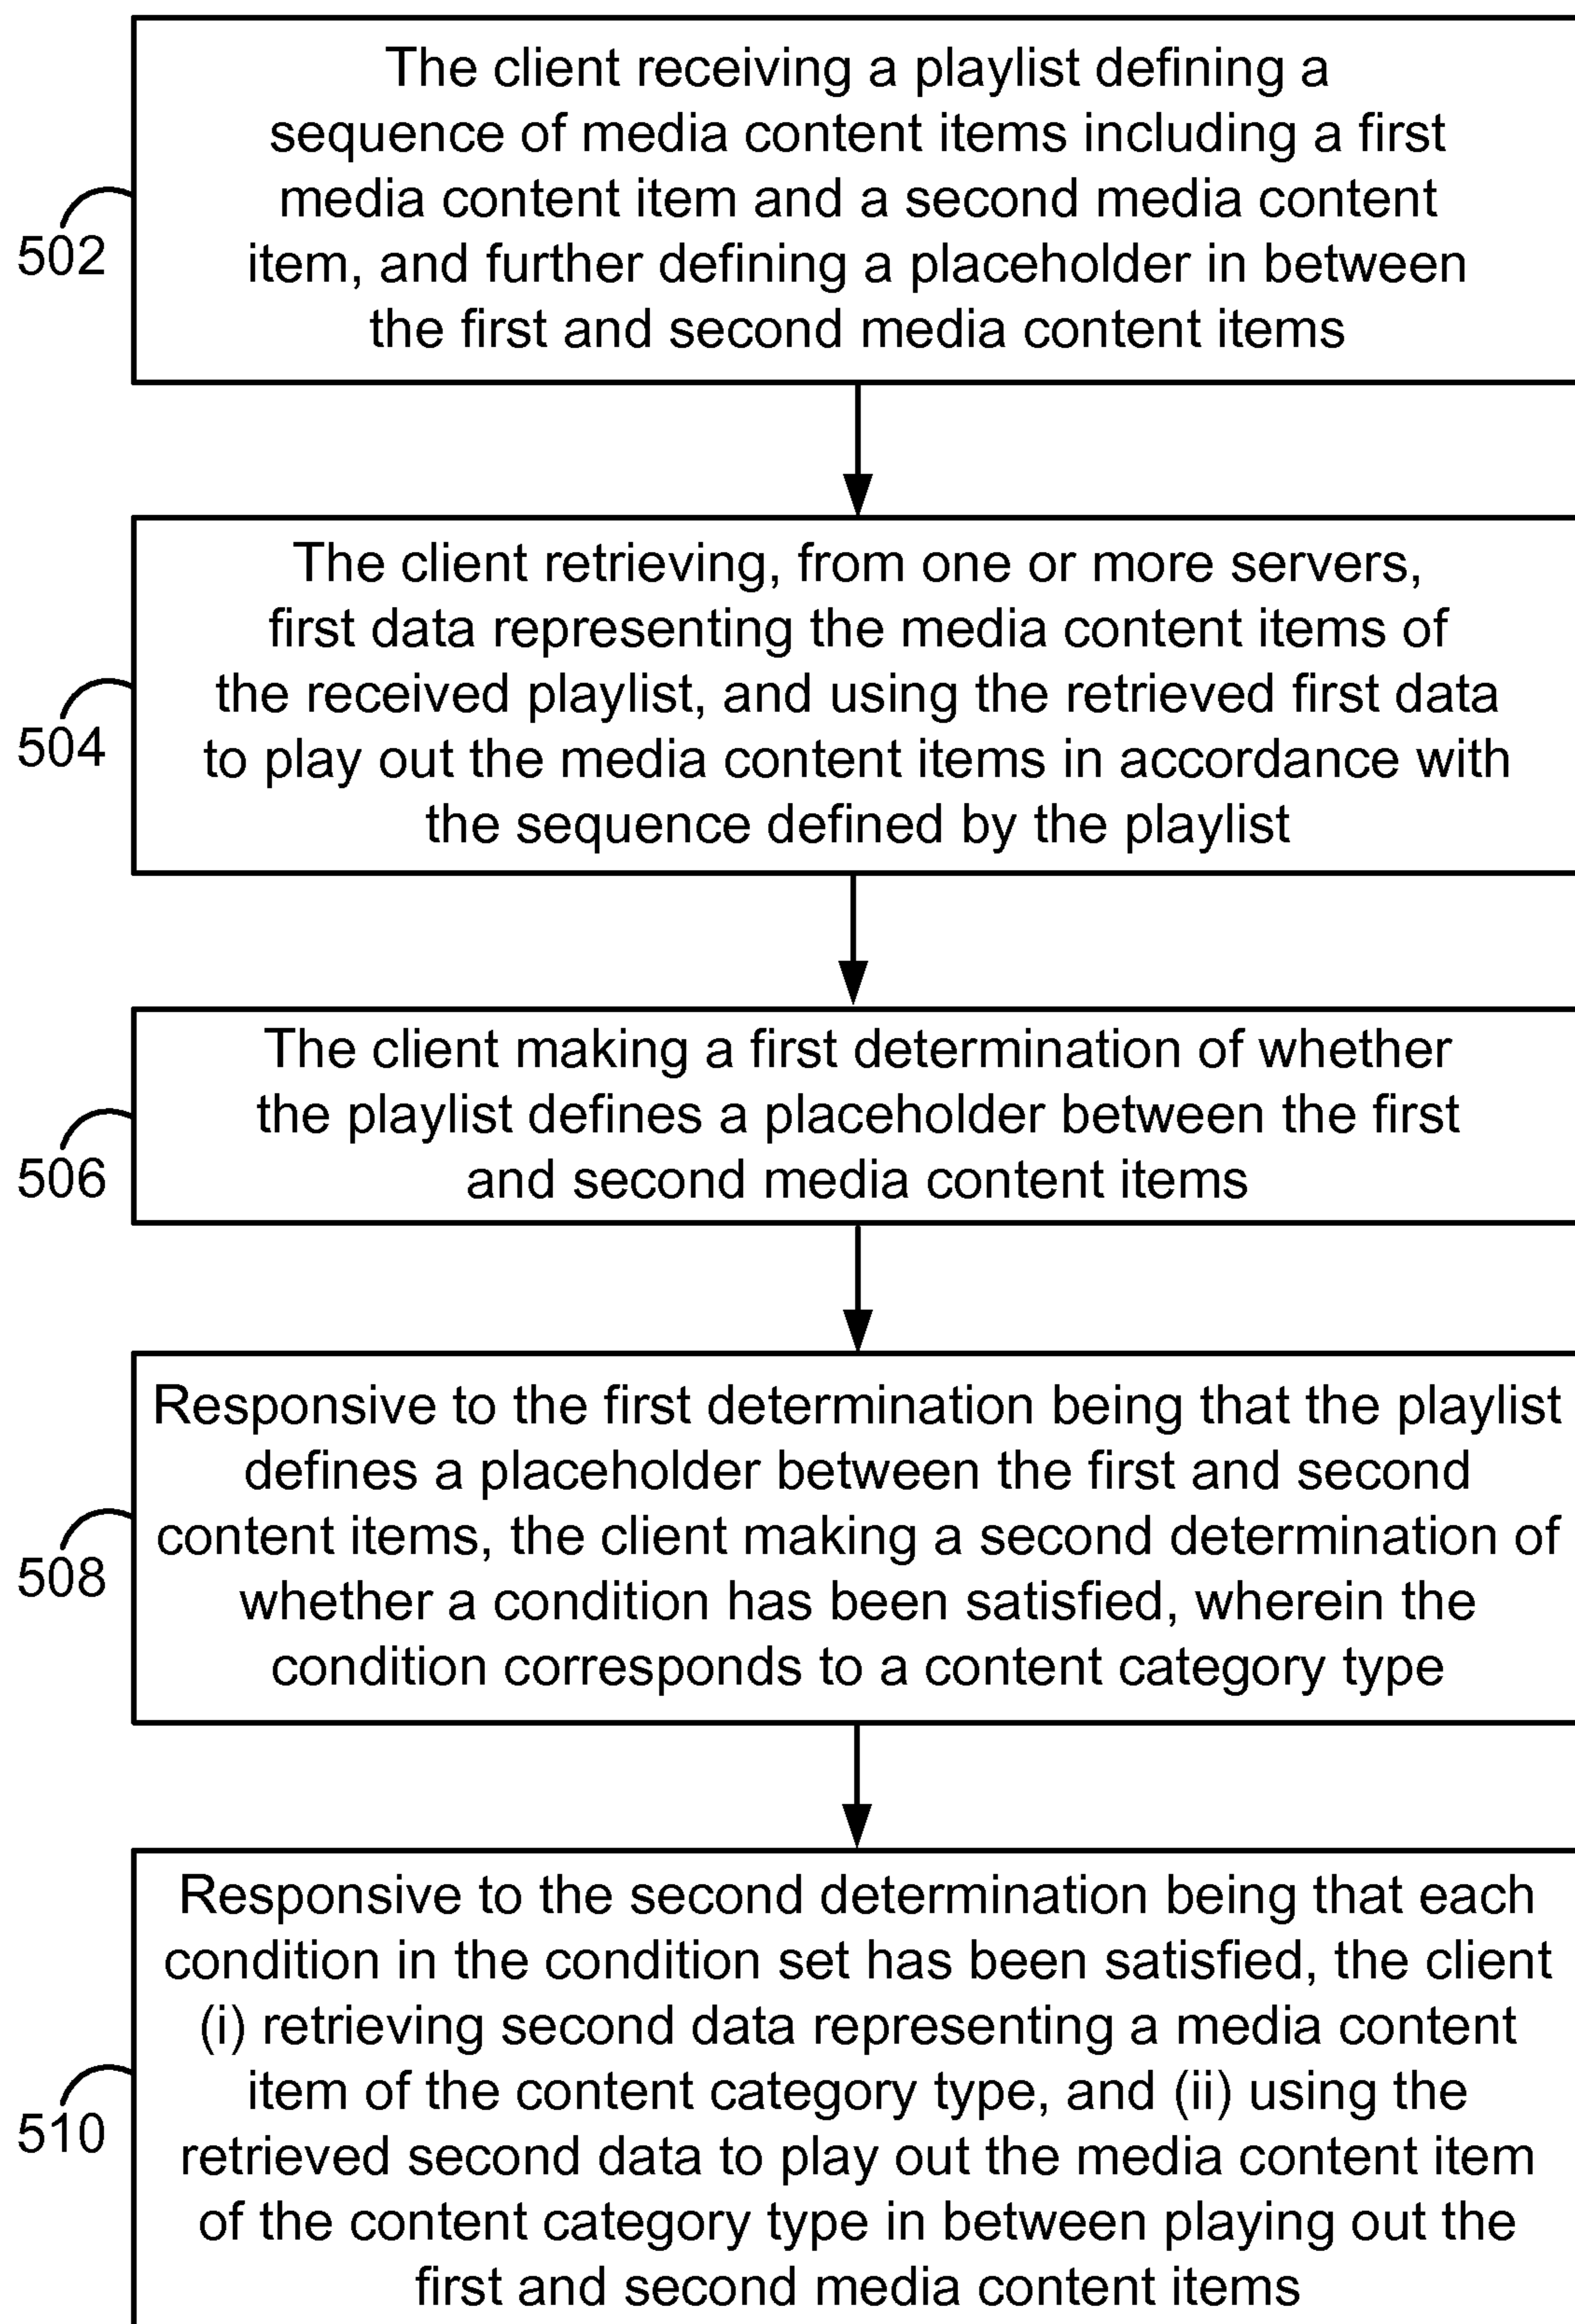 The client receiving a playlist defining a
sequence of media content items including a first
media content item and a second media content
item, and further defining a placeholder in between
the first and second media content items
502
The client retrieving, from one or more servers,
first data representing the media content items of
the received playlist, and using the retrieved first data
to play out the media content items in accordance with
the sequence defined by the playlist
504
The client making a first determination of whether
the playlist defines a placeholder between the first
and second media content items
506
Responsive to the first determination being that the playlist
defines a placeholder between the first and second
content items, the client making a second determination of
whether a condition has been satisfied, wherein the
condition corresponds to a content category type
508
Responsive to the second determination being that each
condition in the condition set has been satisfied, the client
(i) retrieving second data representing a media content
item of the content category type, and (ii) using the
retrieved second data to play out the media content item
of the content category type in between playing out the
first and second media content items
510